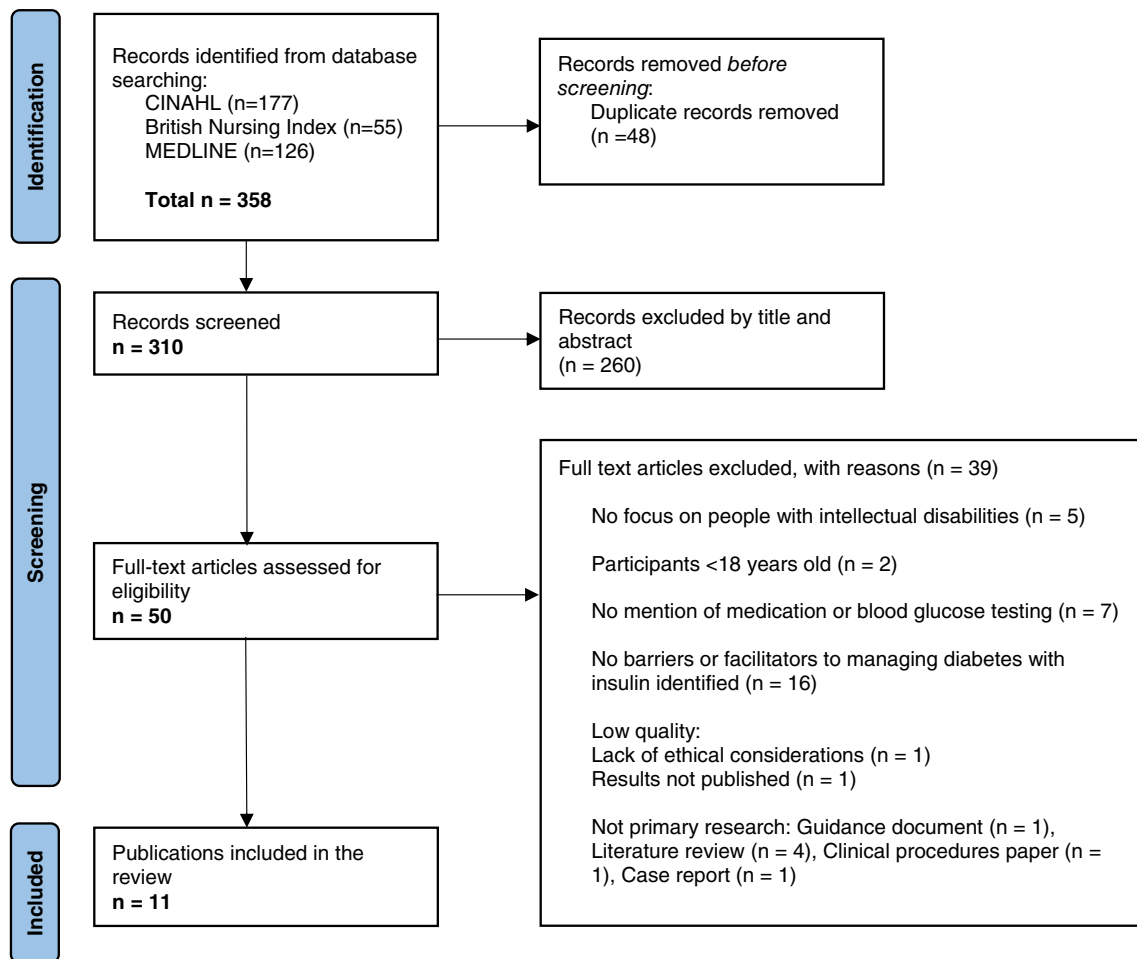 Identification
Records identified from database
searching:
CINAHL (n=177)
British Nursing Index (n=55)
MEDLINE (n=126)
Total n = 358
Records removed before
screening:
Duplicate records removed
(n =48)
Screening
Records screened
n = 310
Records excluded by title and
abstract
(n = 260)
Full-text articles assessed for
eligibility
n = 50
Full text articles excluded, with reasons (n = 39)
No focus on people with intellectual disabilities (n = 5)
Participants <18 years old (n = 2)
No mention of medication or blood glucose testing (n = 7)
No barriers or facilitators to managing diabetes with
insulin identified (n = 16)
Low quality:
Lack of ethical considerations (n = 1)
Results not published (n = 1)
Not primary research: Guidance document (n = 1),
Literature review (n = 4), Clinical procedures paper (n =
1), Case report (n = 1)
Included
Publications included in the
review
n = 11